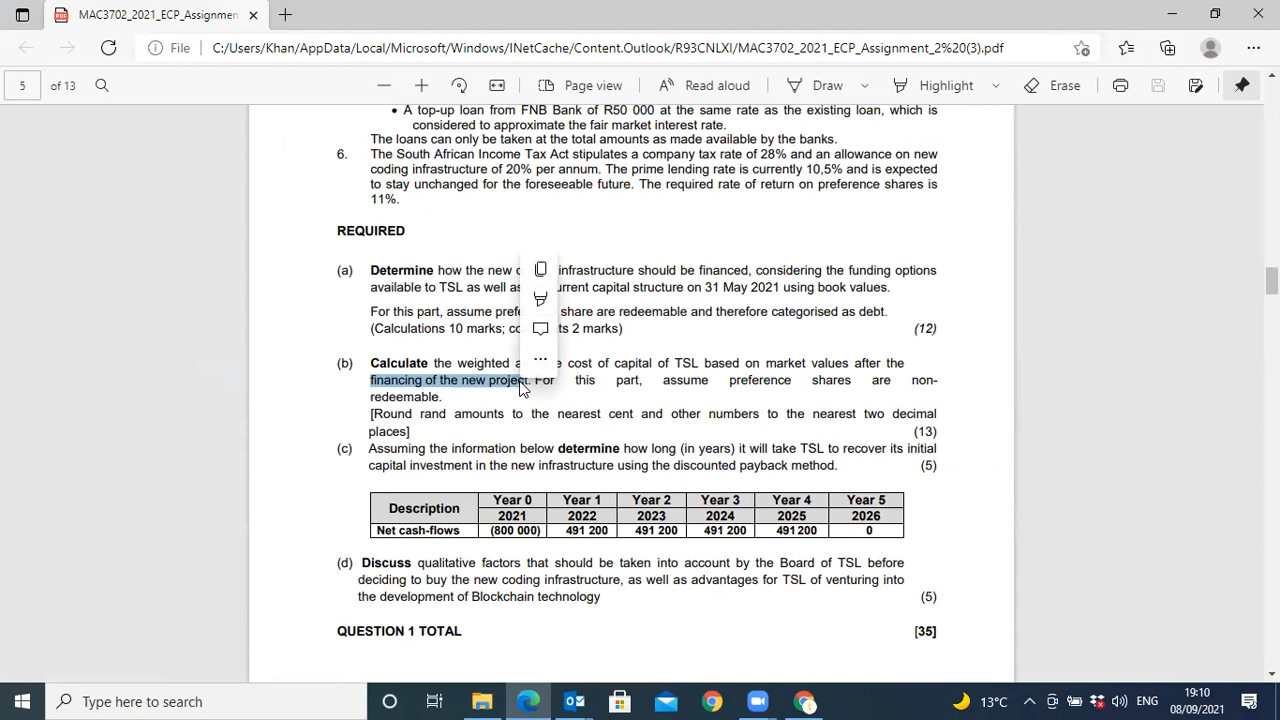 MAC3702_2021_ECP_Assignmen
File
C:/Users/Khan/AppData/Local/Microsoft/Windows/INetCache/Content.Outlook/R93CNLXI/MAC3702_2021_ECP_Assignment_2%20(3).pdf
5 of 13
Page view
Read aloud
Draw
Highlight
Erase
• A top-up loan from FNB Bank of R50 000 at the same rate as the existing loan, which is
considered to approximate the fair market interest rate.
The loans can only be taken at the total amounts as made available by the banks.
6. The South African Income Tax Act stipulates a company tax rate of 28% and an allowance on new
coding infrastructure of 20% per annum. The prime lending rate is currently 10,5% and is expected
to stay unchanged for the foreseeable future. The required rate of return on preference shares is
11%.
REQUIRED
(a) Determine how the new infrastructure should be financed, considering the funding options
available to TSL as well as capital structure on 31 May 2021 using book values.
For this part, assume share are redeemable and therefore categorised as debt.
(Calculations 10 marks; 2 marks) (12)
(b) Calculate the weighted cost of capital of TSL based on market values after the
financing of the new project. For this part, assume preference shares are non-
redeemable.
[Round rand amounts to the nearest cent and other numbers to the nearest two decimal
places] (13)
(c) Assuming the information below determine how long (in years) it will take TSL to recover its initial
capital investment in the new infrastructure using the discounted payback method. (5)
Description Year 0 Year 1 Year 2 Year 3 Year 4 Year 5
2021 2022 2023 2024 2025 2026
Net cash-flows (800 000) 491 200 491 200 491 200 491 200 0
(d) Discuss qualitative factors that should be taken into account by the Board of TSL before
deciding to buy the new coding infrastructure, as well as advantages for TSL of venturing into
the development of Blockchain technology (5)
QUESTION 1 TOTAL [35]
Type here to search
13°C
ENG
19:10
08/09/2021